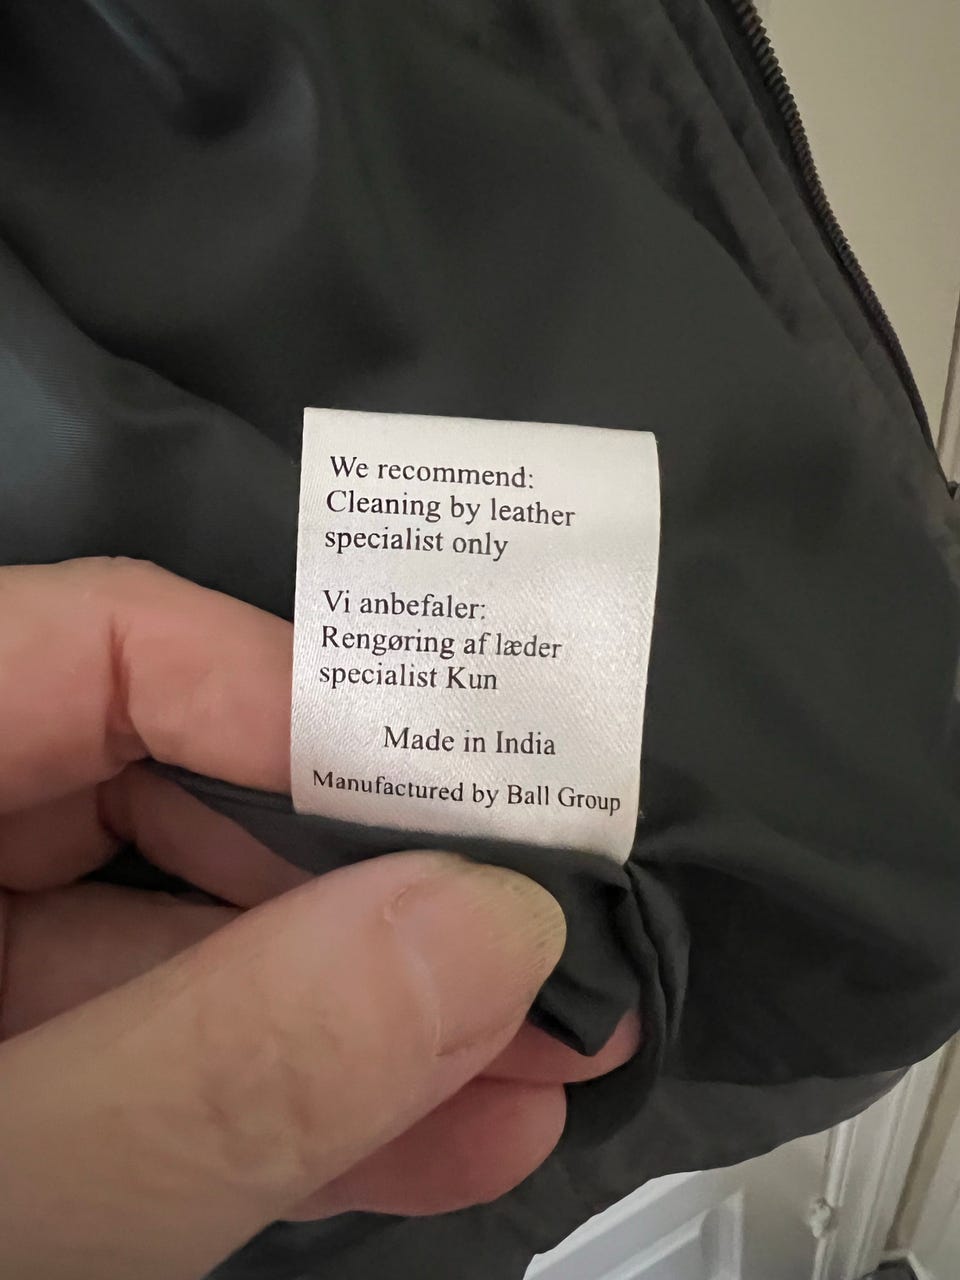 We recommend:
Cleaning by leather
specialist only
Vi anbefaler:
Rengøring af læder
specialist Kun
Made in India
Manufactured by Ball Group